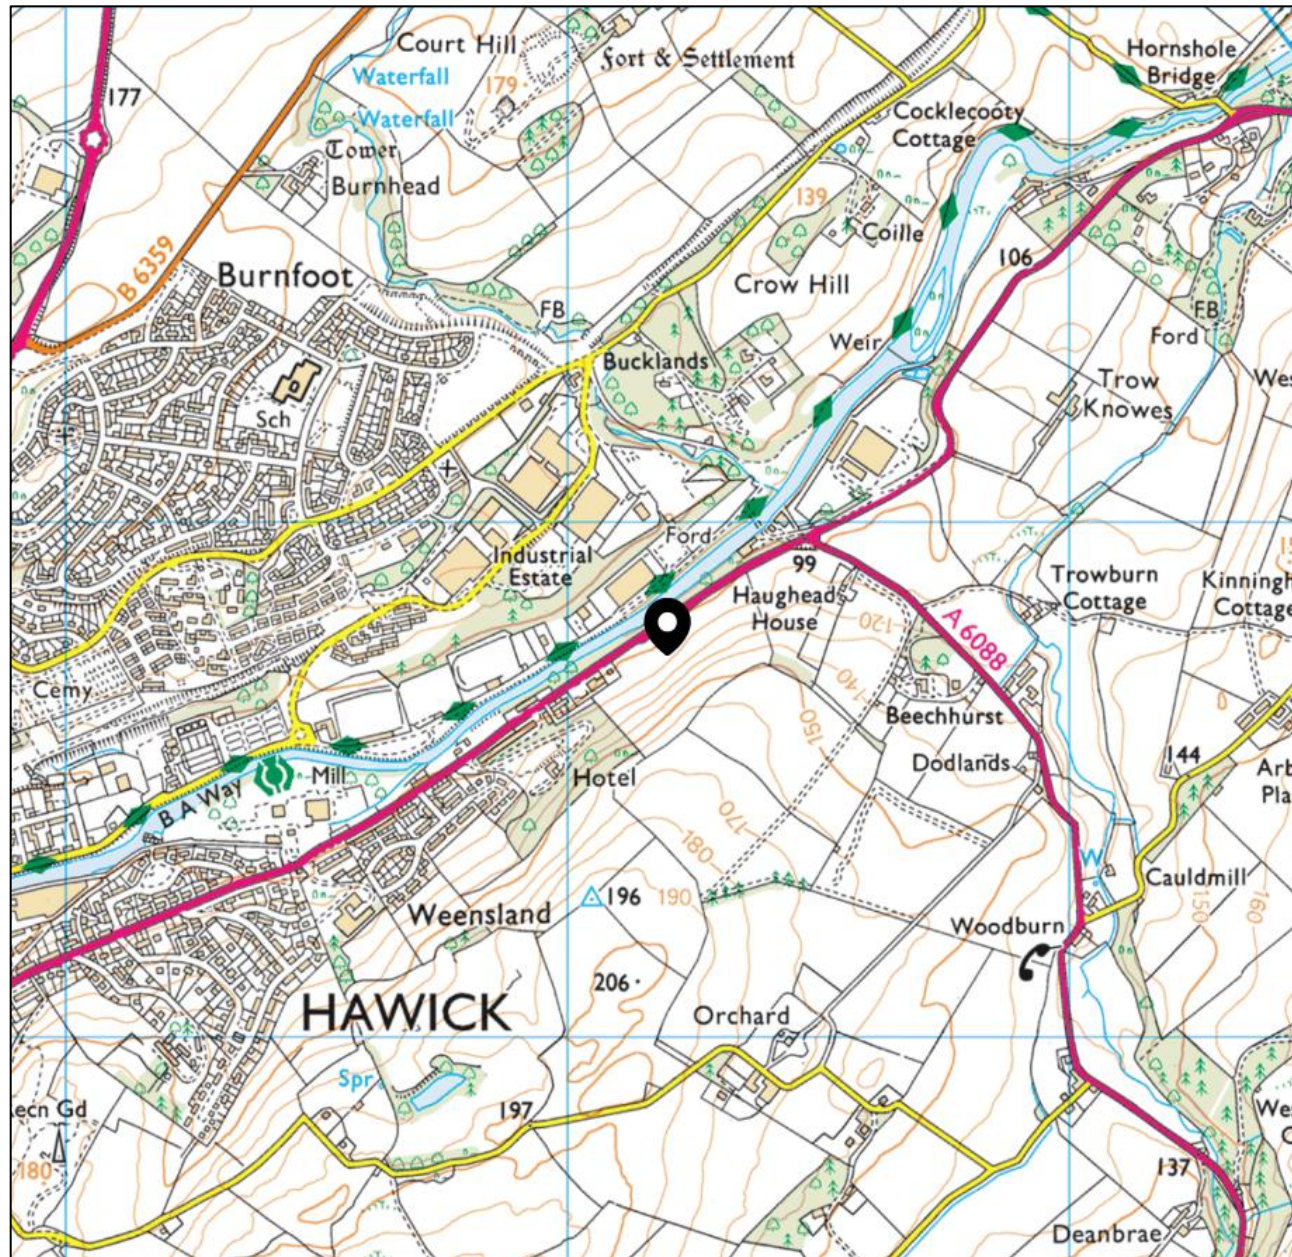 Court Hill
Fort & Settlement
Hornshole
Bridge
Waterfall
179
177
Waterfall
Cocklecooty
Cottage
Tower
Burnhead
139
Coille
B 6359
Burnfoot
106
Crow Hill
FB
FB
Weir
Ford
Bucklands
Trow
Knowes
Sch
Ford
Industrial
Estate
99
Trowburn
Cottage
Haughead
House
120
A 6088
140
Cemy
150
Beechhurst
144
Dodlands
Mill
Hotel
B A Way
170
180
W
Cauldmill
196
190
150
160
Weensland
Woodburn
206
HAWICK
Orchard
Spr
197
180
137
Deanbrae